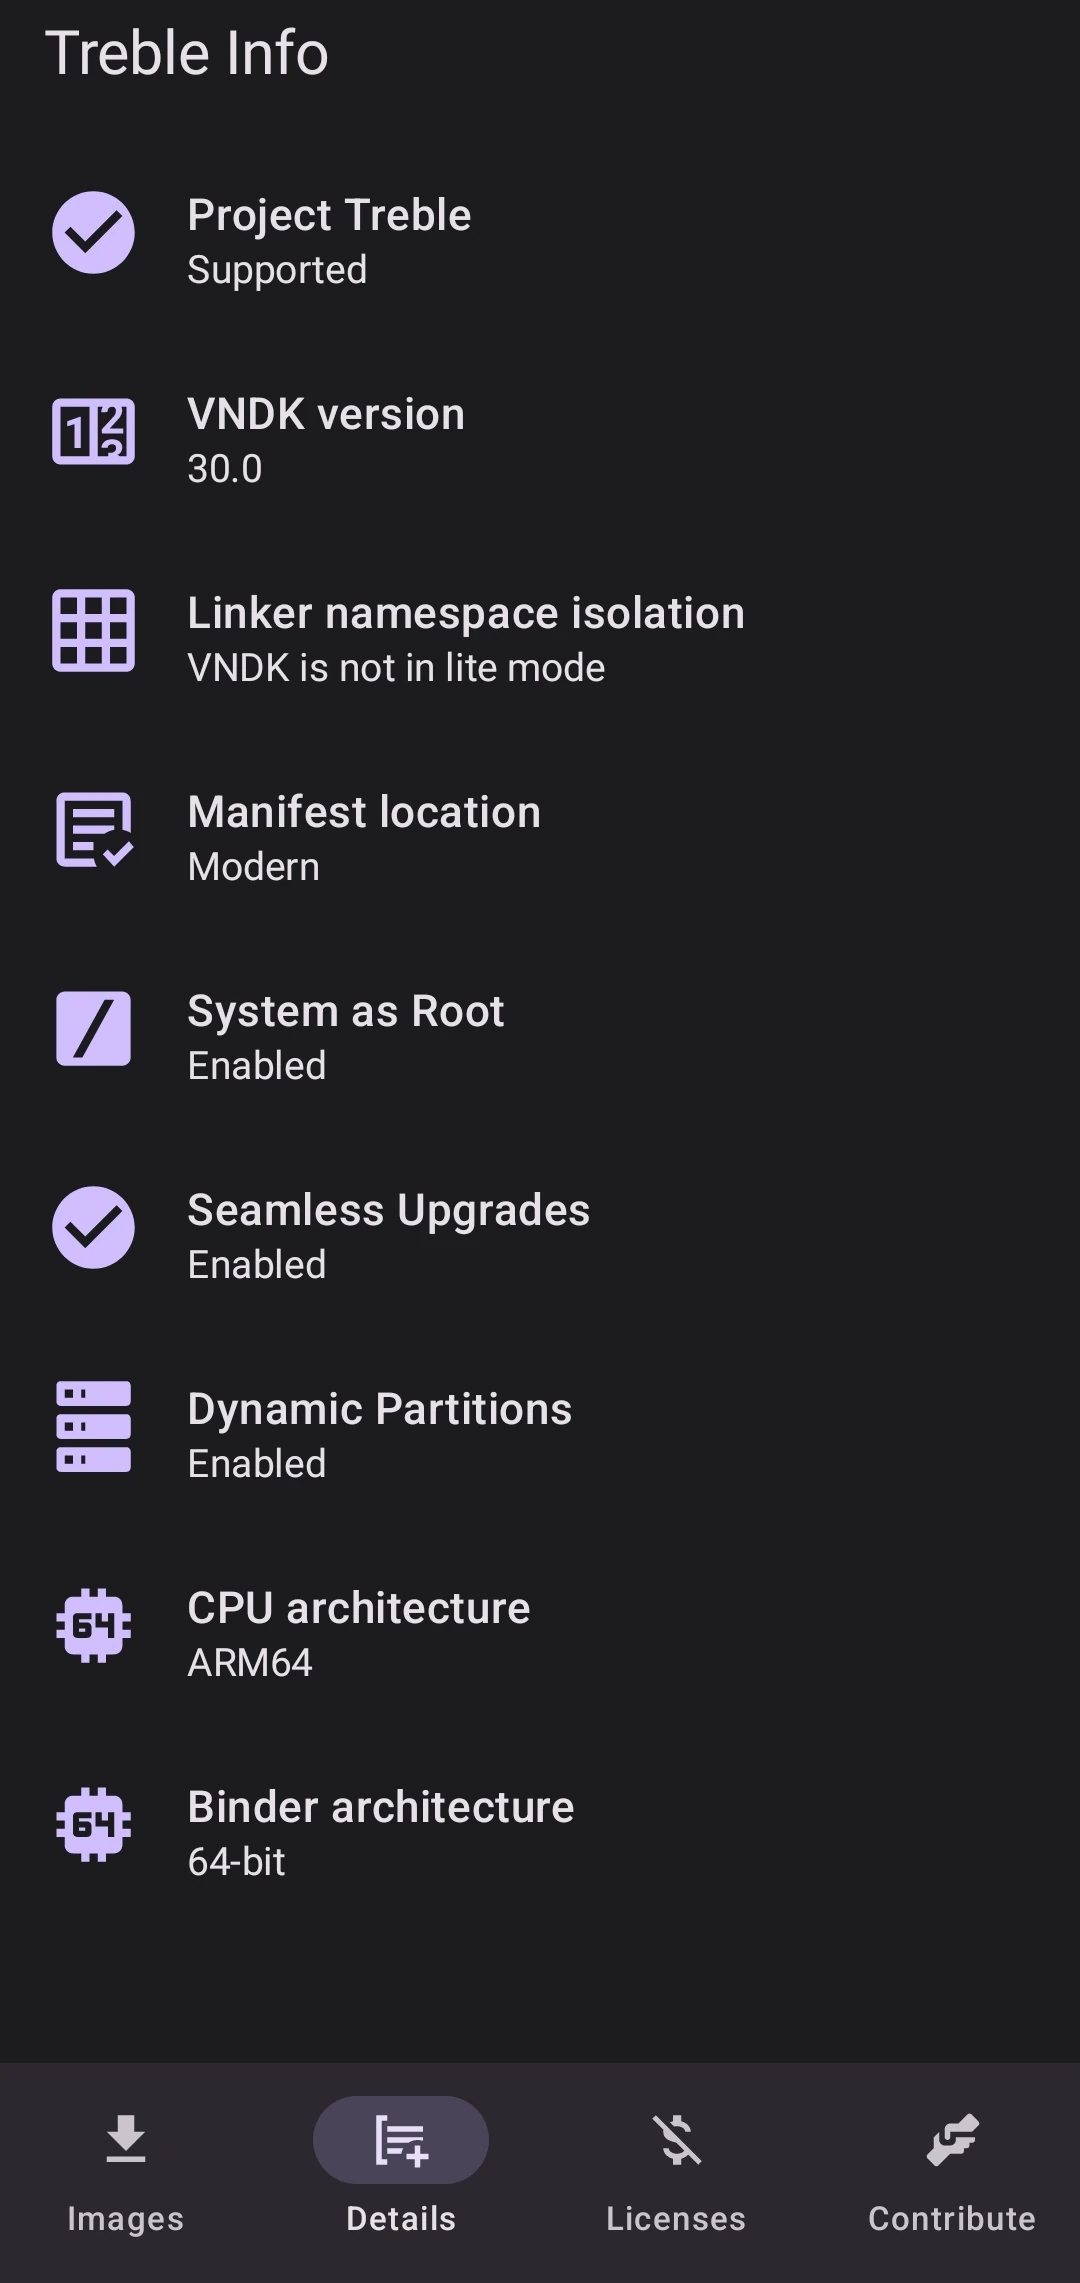 Treble Info
Project Treble
Supported
VNDK version
30.0
Linker namespace isolation
VNDK is not in lite mode
Manifest location
Modern
System as Root
Enabled
Seamless Upgrades
Enabled
Dynamic Partitions
Enabled
CPU architecture
ARM64
Binder architecture
64-bit
Images
Details
Licenses
Contribute